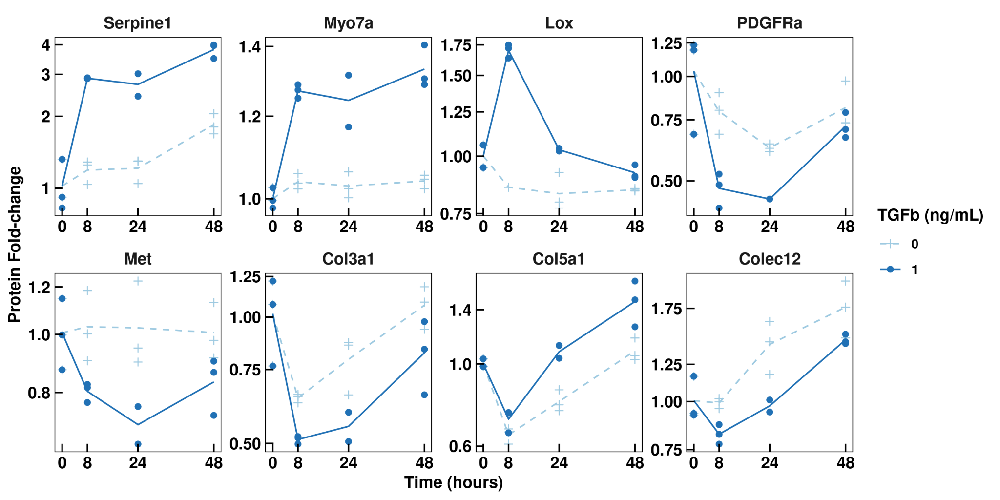 Serpine1
Myo7a
Lox
PDGFRa
4
3
2
1
0 8 24 48
1.4
1.2
1.0
0 8 24 48
1.75
1.50
1.25
1.00
0.75
0 8 24 48
1.25
1.00
0.75
0.50
0 8 24 48
Protein Fold-change
Met
Col3a1
Col5a1
Colec12
1.2
1.0
0.8
0 8 24 48
1.25
1.00
0.75
0.50
0 8 24 48
1.4
1.0
0.6
0 8 24 48
1.75
1.25
1.00
0.75
0 8 24 48
Time (hours)
TGFb (ng/mL)
0
1